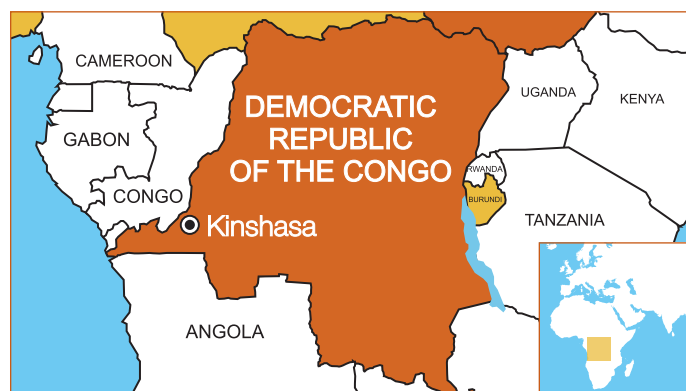 CAMEROON
UGANDA
KENYA
DEMOCRATIC
REPUBLIC
OF THE CONGO
GABON
RWANDA
CONGO
BURUNDI
Kinshasa
TANZANIA
ANGOLA